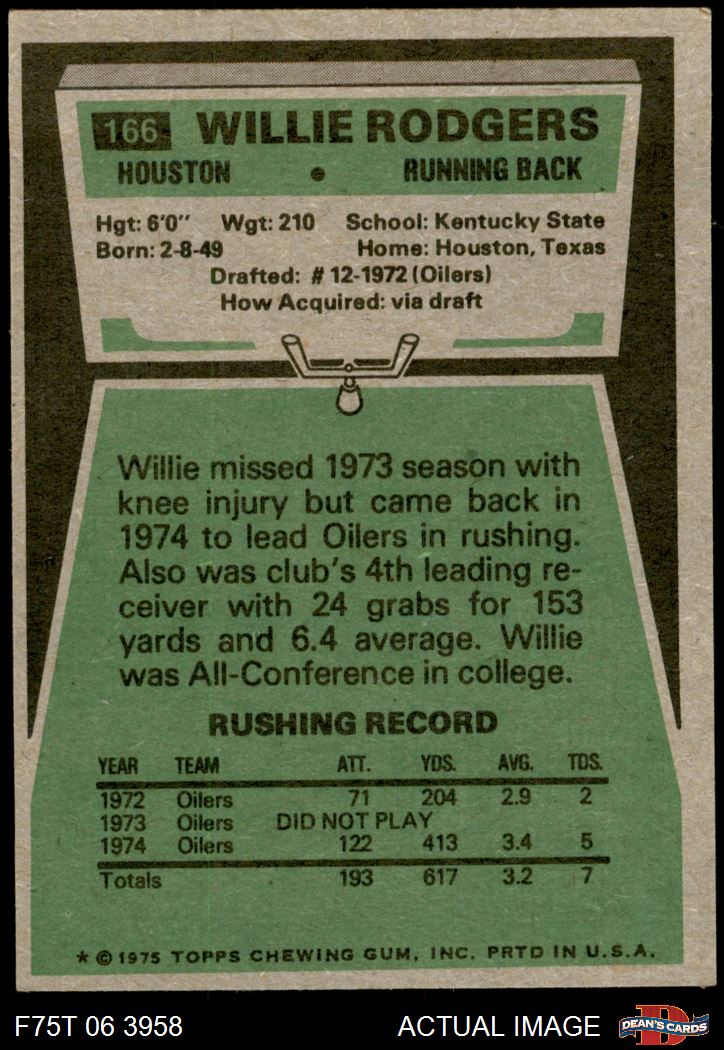 166 WILLIE RODGERS
HOUSTON • RUNNING BACK
Hgt: 6'0" Wgt: 210 School: Kentucky State
Born: 2-8-49 Home: Houston, Texas
Drafted: # 12-1972 (Oilers)
How Acquired: via draft
Willie missed 1973 season with
knee injury but came back in
1974 to lead Oilers in rushing.
Also was club's 4th leading re-
ceiver with 24 grabs for 153
yards and 6.4 average. Willie
was All-Conference in college.
RUSHING RECORD
YEAR TEAM ATT. YDS. AVG. TDS.
1972 Oilers 71 204 2.9 2
1973 Oilers DID NOT PLAY
1974 Oilers 122 413 3.4 5
Totals 193 617 3.2 7
* © 1975 TOPPS CHEWING GUM, INC. PRTD IN U.S.A.
F75T 06 3958 ACTUAL IMAGE D DEAN'S CARDS